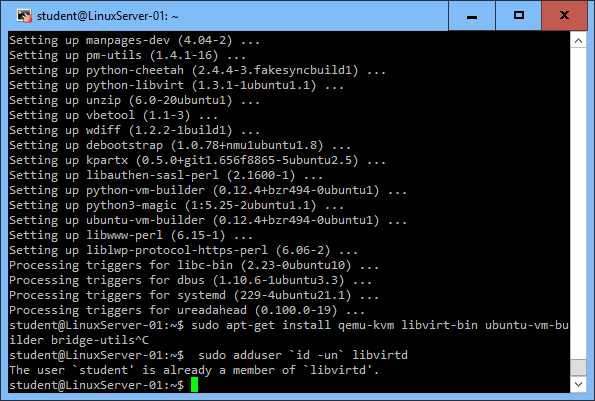 student@LinuxServer-01: ~
Setting up manpages-dev (4.04-2) ...
Setting up pm-utils (1.4.1-16) ...
Setting up python-cheetah (2.4.4-3.fakesyncbuild1) ...
Setting up python-libvirt (1.3.1-1ubuntu1.1) ...
Setting up unzip (6.0-20ubuntu1) ...
Setting up vbetool (1.1-3) ...
Setting up wdiff (1.2.2-1build1) ...
Setting up debootstrap (1.0.78+nmu1ubuntu1.8) ...
Setting up kpartx (0.5.0+git1.656f8865-5ubuntu2.5) ...
Setting up libauthen-sasl-perl (2.1600-1) ...
Setting up python-vm-builder (0.12.4+bzr494-0ubuntu1) ...
Setting up python3-magic (1:5.25-2ubuntu1.1) ...
Setting up ubuntu-vm-builder (0.12.4+bzr494-0ubuntu1) ...
Setting up libwww-perl (6.15-1) ...
Setting up liblwp-protocol-https-perl (6.06-2) ...
Processing triggers for libc-bin (2.23-0ubuntu10) ...
Processing triggers for dbus (1.10.6-1ubuntu3.3) ...
Processing triggers for systemd (229-4ubuntu21.1) ...
Processing triggers for ureadahead (0.100.0-19) ...
student@LinuxServer-01:~$ sudo apt-get install qemu-kvm libvirt-bin ubuntu-vm-bu
ilder bridge-utils^C
student@LinuxServer-01:~$  sudo adduser `id -un` libvirtd
The user `student' is already a member of `libvirtd'.
student@LinuxServer-01:~$